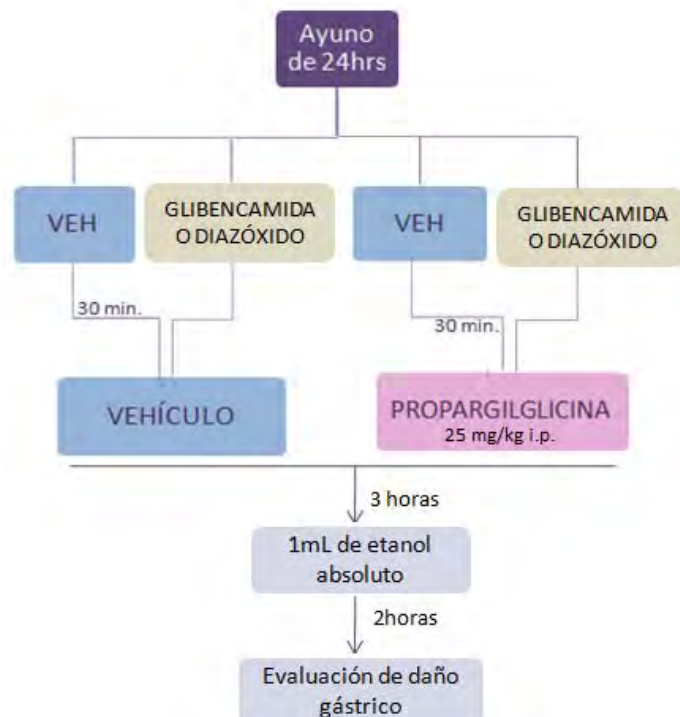 Ayuno
de 24hrs
VEH
GLIBENCAMIDA
O DIAZÓXIDO
VEH
GLIBENCAMIDA
O DIAZÓXIDO
30 min.
30 min.
VEHÍCULO
PROPARGILGLICINA
25 mg/kg i.p.
3 horas
1mL de etanol
absoluto
2horas
Evaluación de daño
gástrico